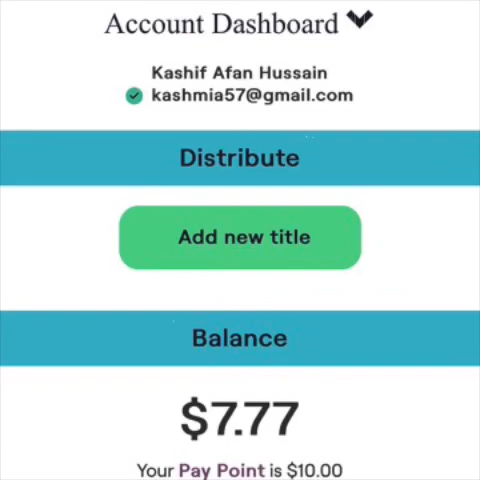 Account Dashboard
Kashif Afan Hussain
kashmia57@gmail.com
Distribute
Add new title
Balance
$7.77
Your Pay Point is $10.00